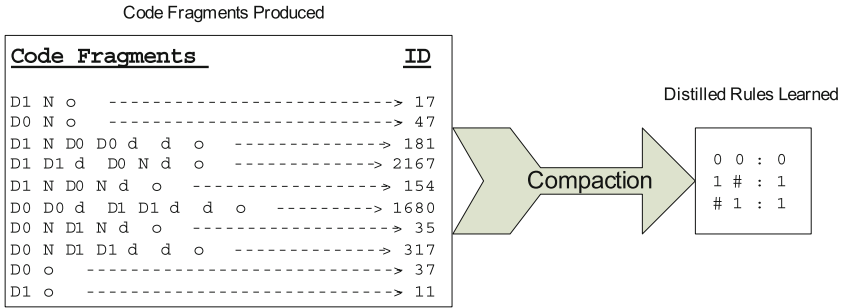 Code Fragments Produced
Code Fragments ID
D1 N o ---------------------------> 17
D0 N o ---------------------------> 47
D1 N D0 D0 d d o --------------> 181
D1 D1 d D0 N d o --------------> 2167
D1 N D0 N d o ------------------> 154
D0 D0 d D1 D1 d d o ---------> 1680
D0 N D1 N d o ------------------> 35
D0 N D1 D1 d d o --------------> 317
D0 o -----------------------------> 37
D1 o -----------------------------> 11
Compaction
Distilled Rules Learned
0 0 : 0
1 # : 1
# 1 : 1